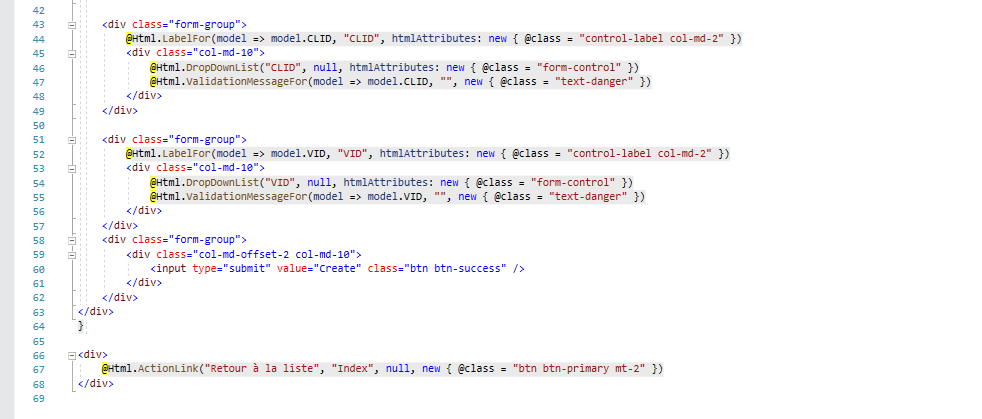 42
43 <div class="form-group">
44 @Html.LabelFor(model => model.CLID, "CLID", htmlAttributes: new { @class = "control-label col-md-2" })
45 <div class="col-md-10">
46 @Html.DropDownList("CLID", null, htmlAttributes: new { @class = "form-control" })
47 @Html.ValidationMessageFor(model => model.CLID, "", new { @class = "text-danger" })
48 </div>
49 </div>
50
51 <div class="form-group">
52 @Html.LabelFor(model => model.VID, "VID", htmlAttributes: new { @class = "control-label col-md-2" })
53 <div class="col-md-10">
54 @Html.DropDownList("VID", null, htmlAttributes: new { @class = "form-control" })
55 @Html.ValidationMessageFor(model => model.VID, "", new { @class = "text-danger" })
56 </div>
57 </div>
58 <div class="form-group">
59 <div class="col-md-offset-2 col-md-10">
60 <input type="submit" value="Create" class="btn btn-success" />
61 </div>
62 </div>
63 </div>
64 }
65
66 <div>
67 @Html.ActionLink("Retour à la liste", "Index", null, new { @class = "btn btn-primary mt-2" })
68 </div>
69